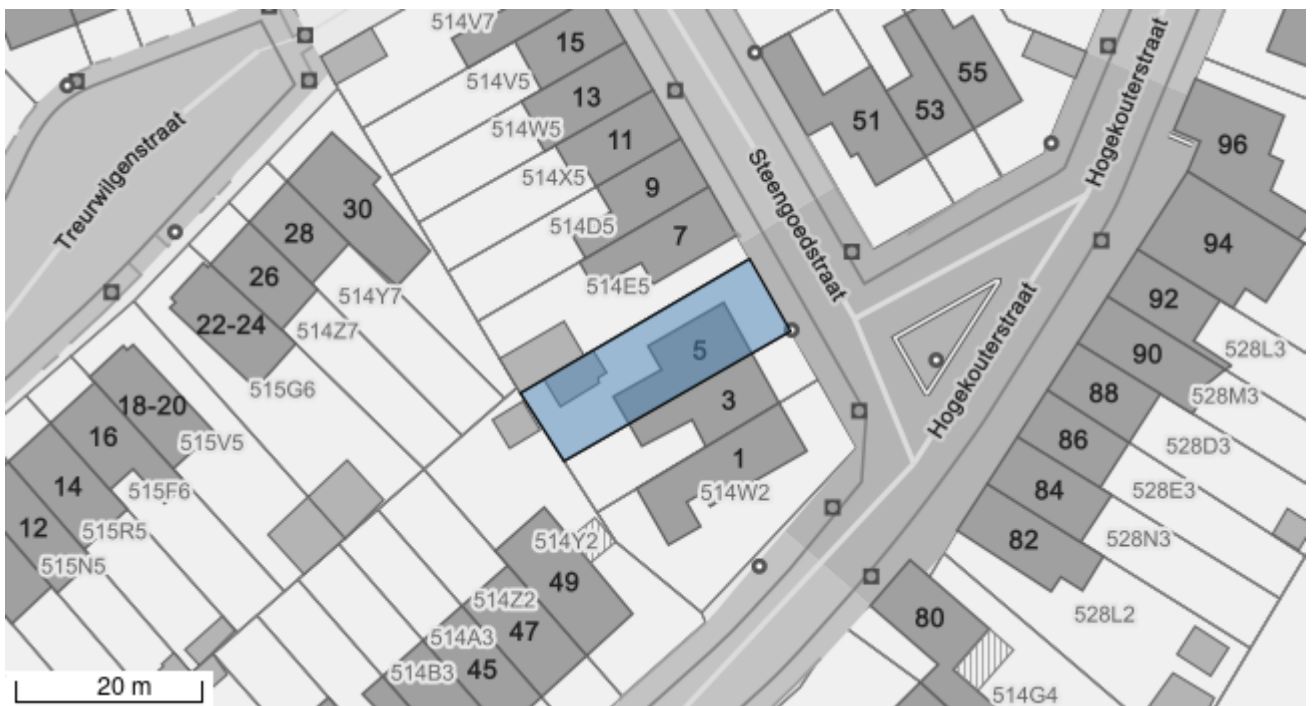 514V7
15
514V5
13
514W5
11
514X5
9
514D5
7
514E5
Steengoedstraat
51
53
55
Hogekouterstraat
96
94
92
90
528L3
88
528M3
86
528D3
84
528E3
82
528N3
528L2
80
514G4
Hogekouterstraat
Treurwilgenstraat
30
28
514Y7
26
514Z7
22-24
515G6
18-20
515V5
16
515F6
14
515R5
12
515N5
5
3
1
514W2
514Y2
49
514Z2
47
514A3
45
514B3
20 m